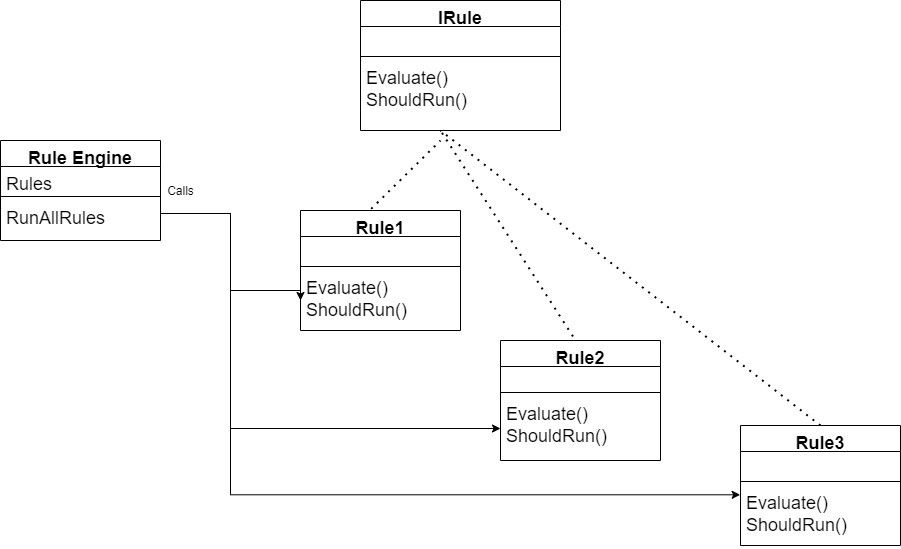 IRule
Evaluate()
ShouldRun()
Rule Engine
Rules
RunAllRules
Calls
Rule1
Evaluate()
ShouldRun()
Rule2
Evaluate()
ShouldRun()
Rule3
Evaluate()
ShouldRun()